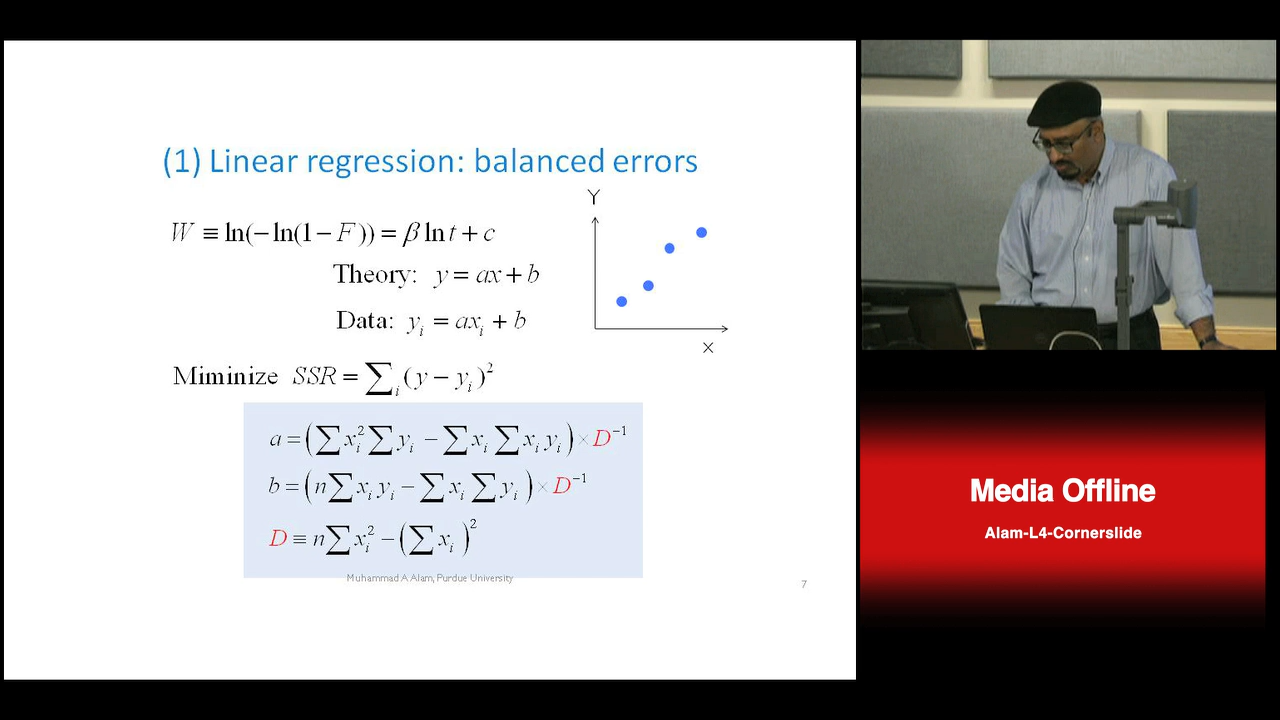 (1) Linear regression: balanced errors
W ≡ ln(−ln(1−F)) = β ln t + c
Theory: y = ax + b
Data: yᵢ = axᵢ + b
Y
X
Miminize SSR = ∑ᵢ (y − yᵢ)²
a = (∑ xᵢ² ∑ yᵢ − ∑ xᵢ ∑ xᵢ yᵢ) × D⁻¹
b = (n∑ xᵢ yᵢ − ∑ xᵢ ∑ yᵢ) × D⁻¹
D ≡ n∑ xᵢ² − (∑ xᵢ)²
Muhammad A Alam, Purdue University
7
Media Offline
Alam-L4-Cornerslide